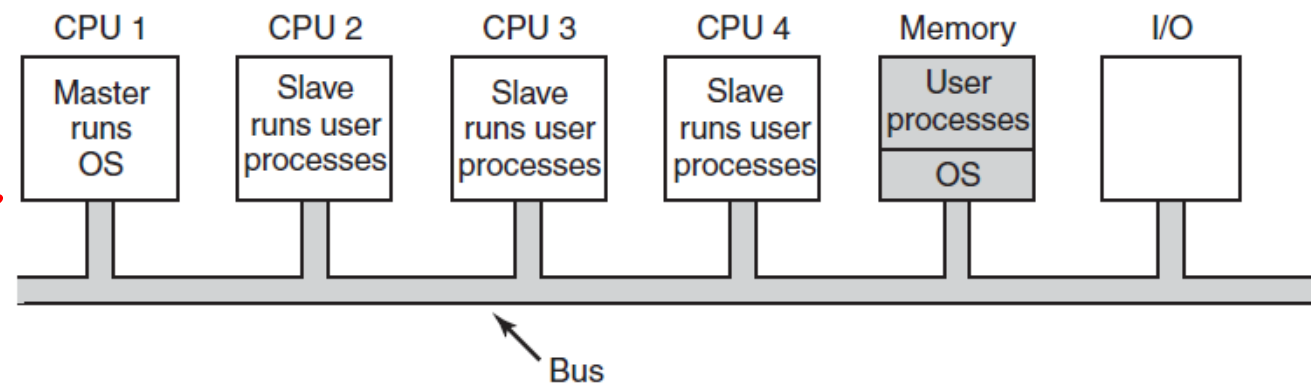 CPU 1
CPU 2
CPU 3
CPU 4
Memory
I/O
Master
runs
OS
Slave
runs user
processes
Slave
runs user
processes
Slave
runs user
processes
User
processes
OS
Bus